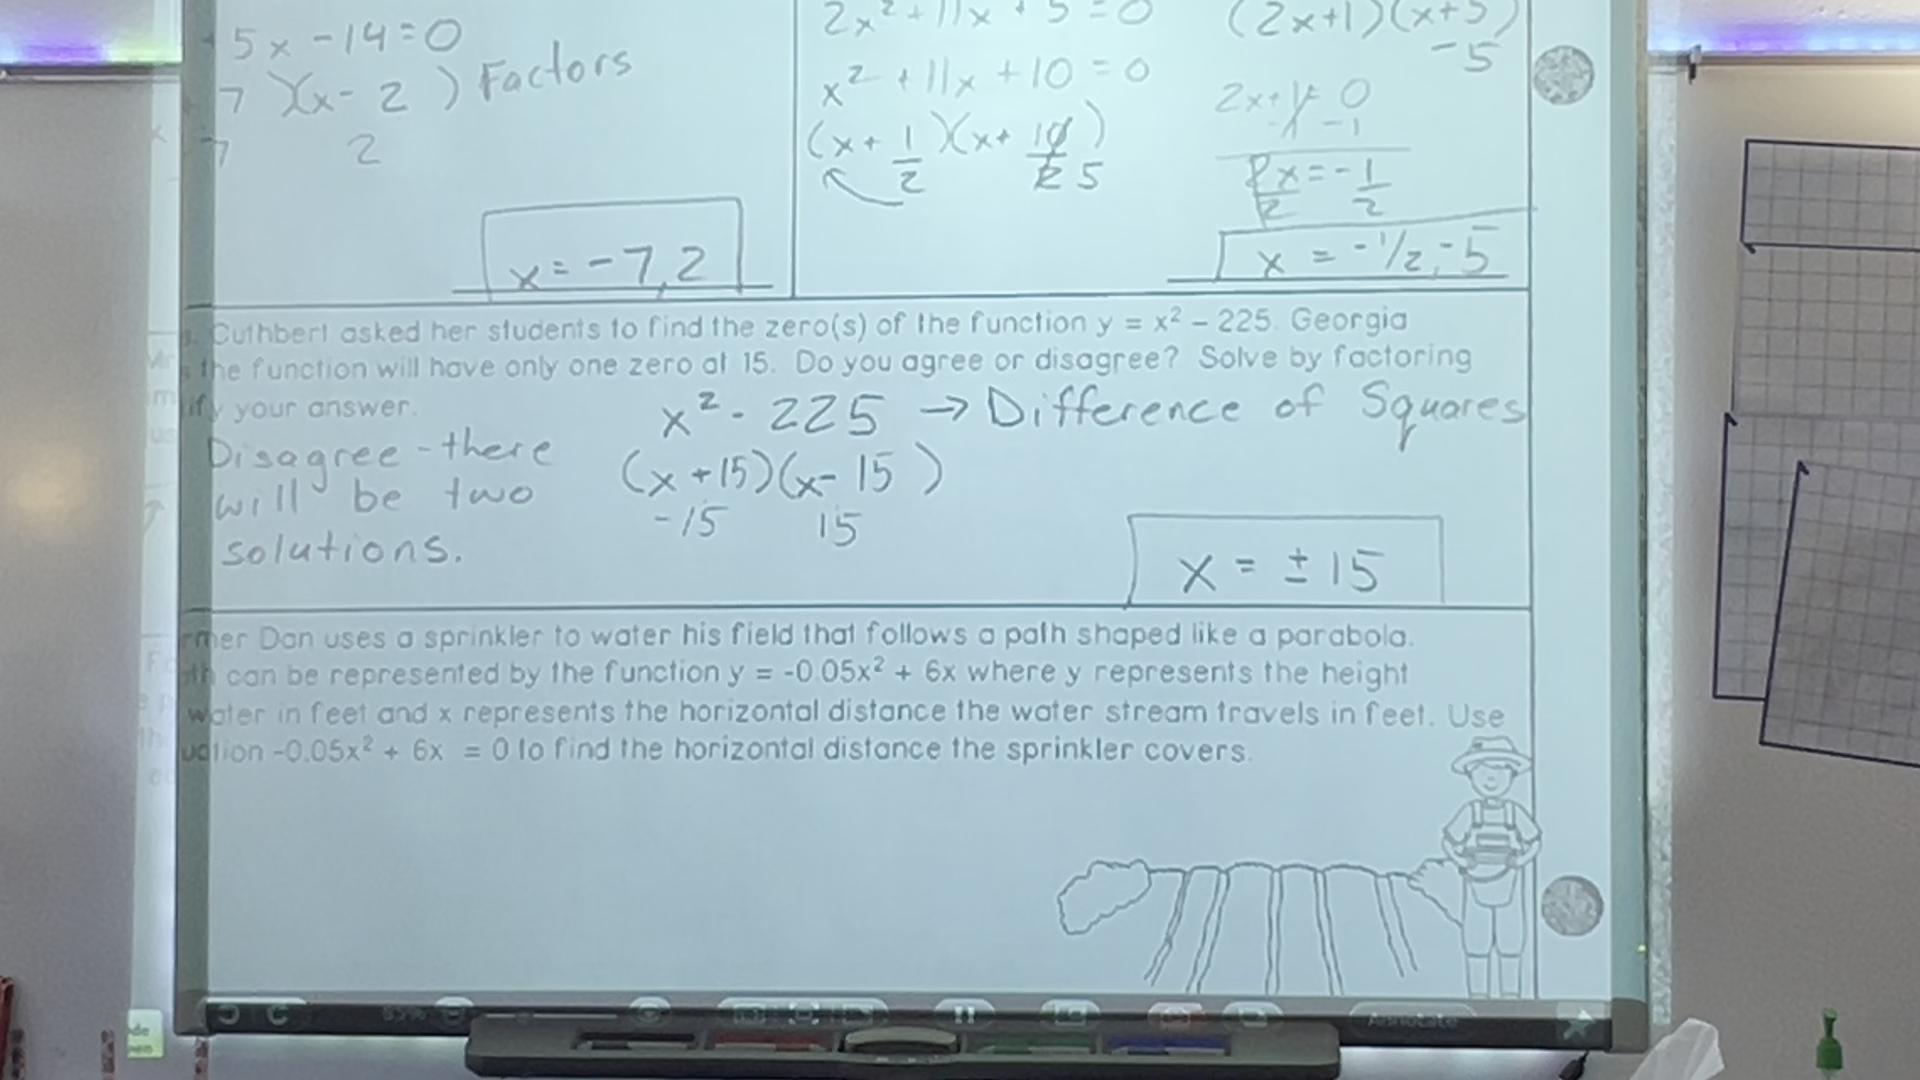 5x - 14 = 0
7 )(x - 2 ) Factors
7 2
x = -7, 2
2x² + 11x + 5 = 0
x² + 11x + 10 = 0
(x + 1/2)(x + 10/2) 5
(2x+1)(x+5)
-5
2x+1= 0
-1 -1
2x = -1
2 2
x = -1/2, -5
Cuthbert asked her students to find the zero(s) of the function y = x² – 225. Georgia
the function will have only one zero at 15. Do you agree or disagree? Solve by factoring
your answer.
x² - 225 → Difference of Squares
(x +15)(x- 15 )
-15 15
Disagree - there
will be two
solutions.
x = ± 15
Dan uses a sprinkler to water his field that follows a path shaped like a parabola.
can be represented by the function y = -0.05x² + 6x where y represents the height
water in feet and x represents the horizontal distance the water stream travels in feet. Use
-0.05x² + 6x = 0 to find the horizontal distance the sprinkler covers.
Annotate